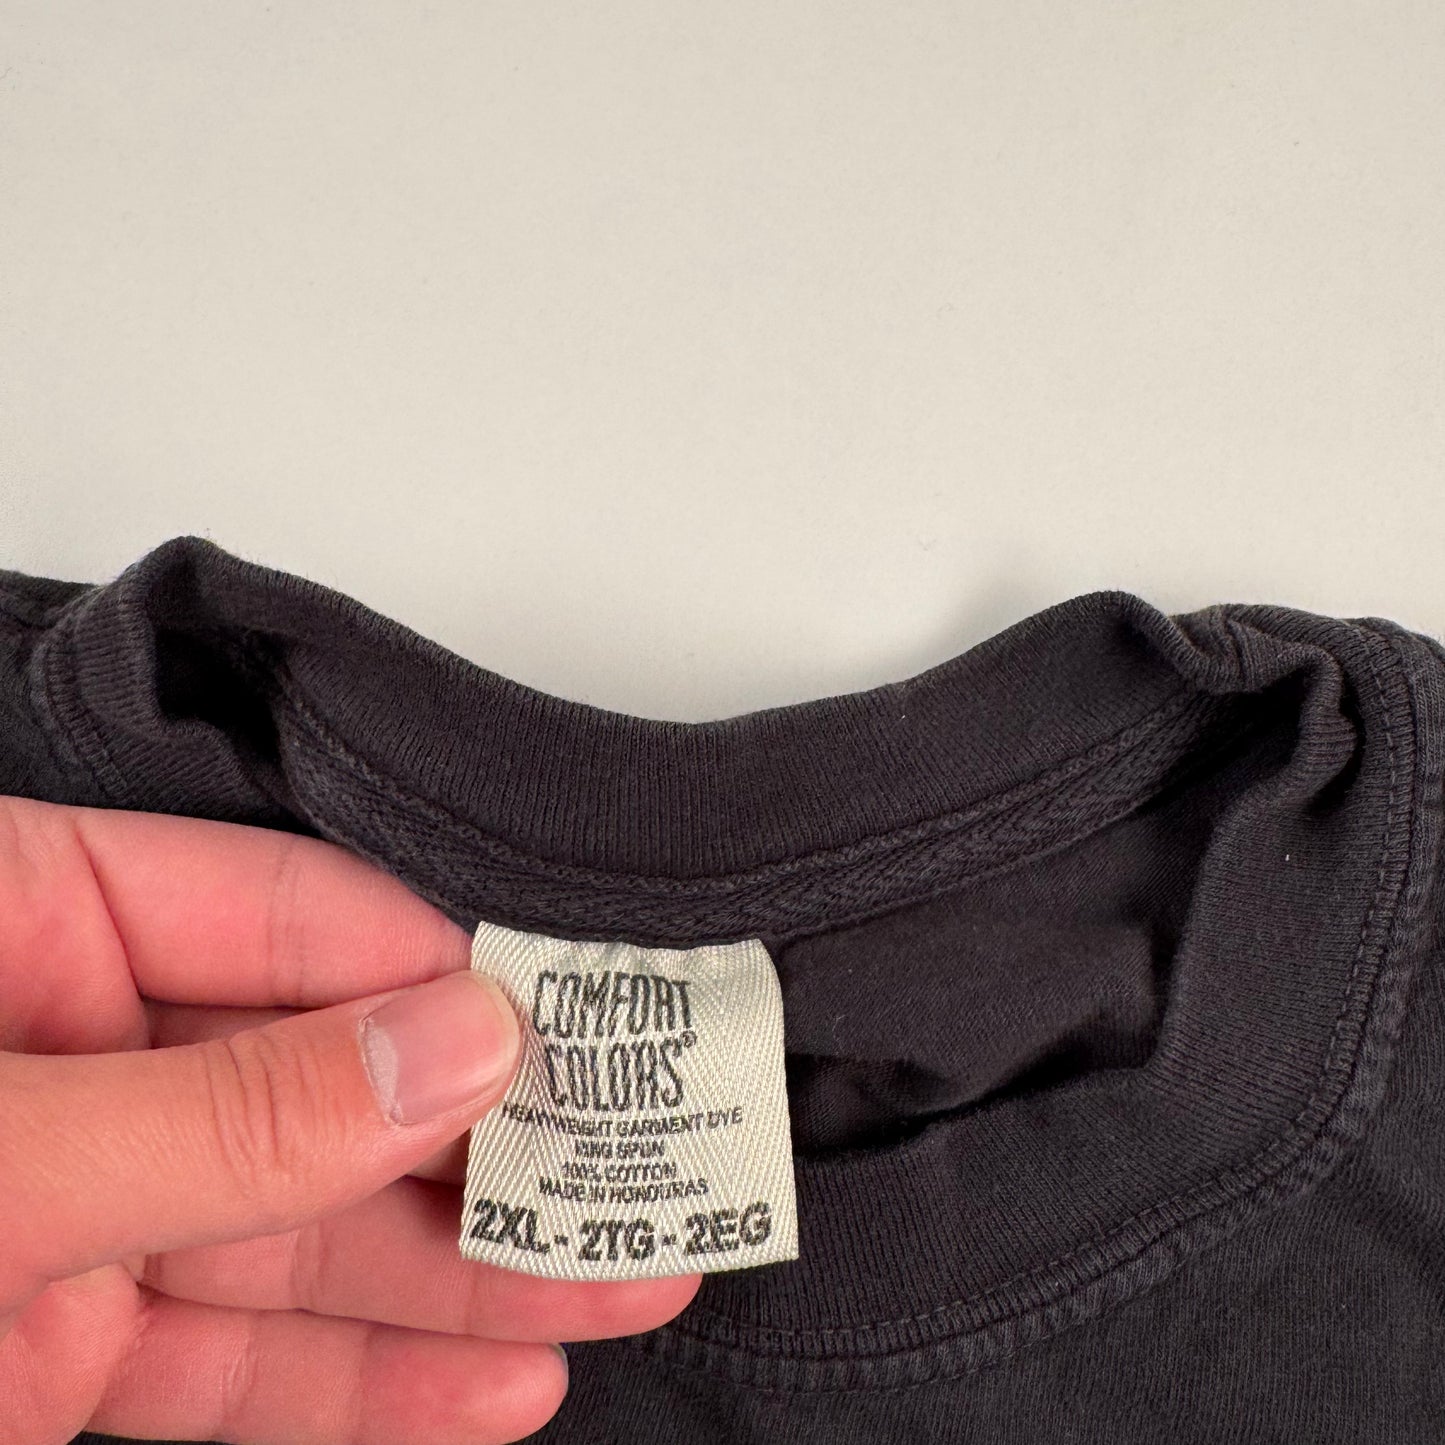 COMFORT
COLORS®
HEAVYWEIGHT GARMENT DYE
RING SPUN
100% COTTON
MADE IN HONDURAS
2XL - 2TG - 2EG